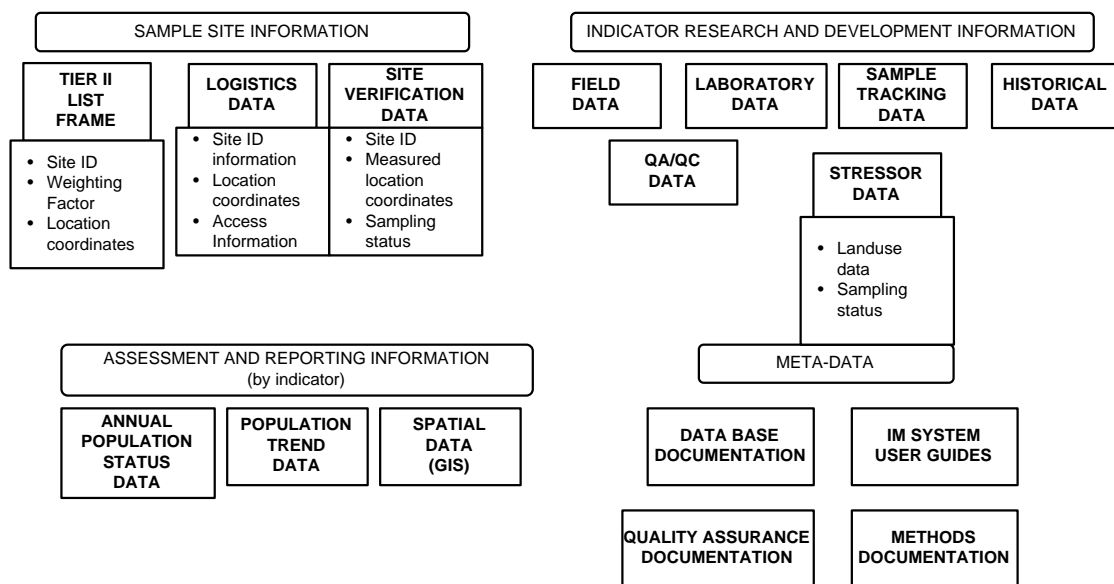 SAMPLE SITE INFORMATION
TIER II
LIST
FRAME
• Site ID
• Weighting
Factor
• Location
coordinates
LOGISTICS
DATA
• Site ID
information
• Location
coordinates
• Access
Information
SITE
VERIFICATION
DATA
• Site ID
• Measured
location
coordinates
• Sampling
status
INDICATOR RESEARCH AND DEVELOPMENT INFORMATION
FIELD
DATA
LABORATORY
DATA
SAMPLE
TRACKING
DATA
HISTORICAL
DATA
QA/QC
DATA
STRESSOR
DATA
• Landuse
data
• Sampling
status
ASSESSMENT AND REPORTING INFORMATION
(by indicator)
ANNUAL
POPULATION
STATUS
DATA
POPULATION
TREND
DATA
SPATIAL
DATA
(GIS)
META-DATA
DATA BASE
DOCUMENTATION
IM SYSTEM
USER GUIDES
QUALITY ASSURANCE
DOCUMENTATION
METHODS
DOCUMENTATION